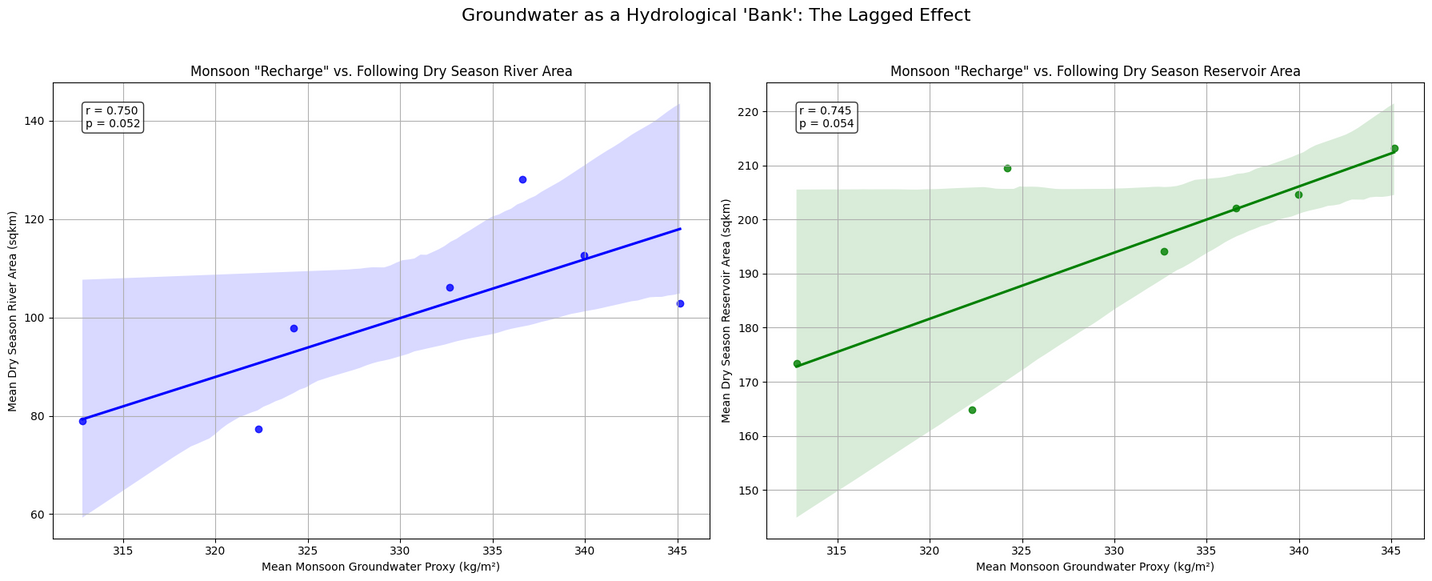 Groundwater as a Hydrological 'Bank': The Lagged Effect
Monsoon "Recharge" vs. Following Dry Season River Area
r = 0.750
p = 0.052
Mean Dry Season River Area (sqkm)
140
120
100
80
60
315 320 325 330 335 340 345
Mean Monsoon Groundwater Proxy (kg/m²)
Monsoon "Recharge" vs. Following Dry Season Reservoir Area
r = 0.745
p = 0.054
Mean Dry Season Reservoir Area (sqkm)
220
210
200
190
180
170
160
150
315 320 325 330 335 340 345
Mean Monsoon Groundwater Proxy (kg/m²)